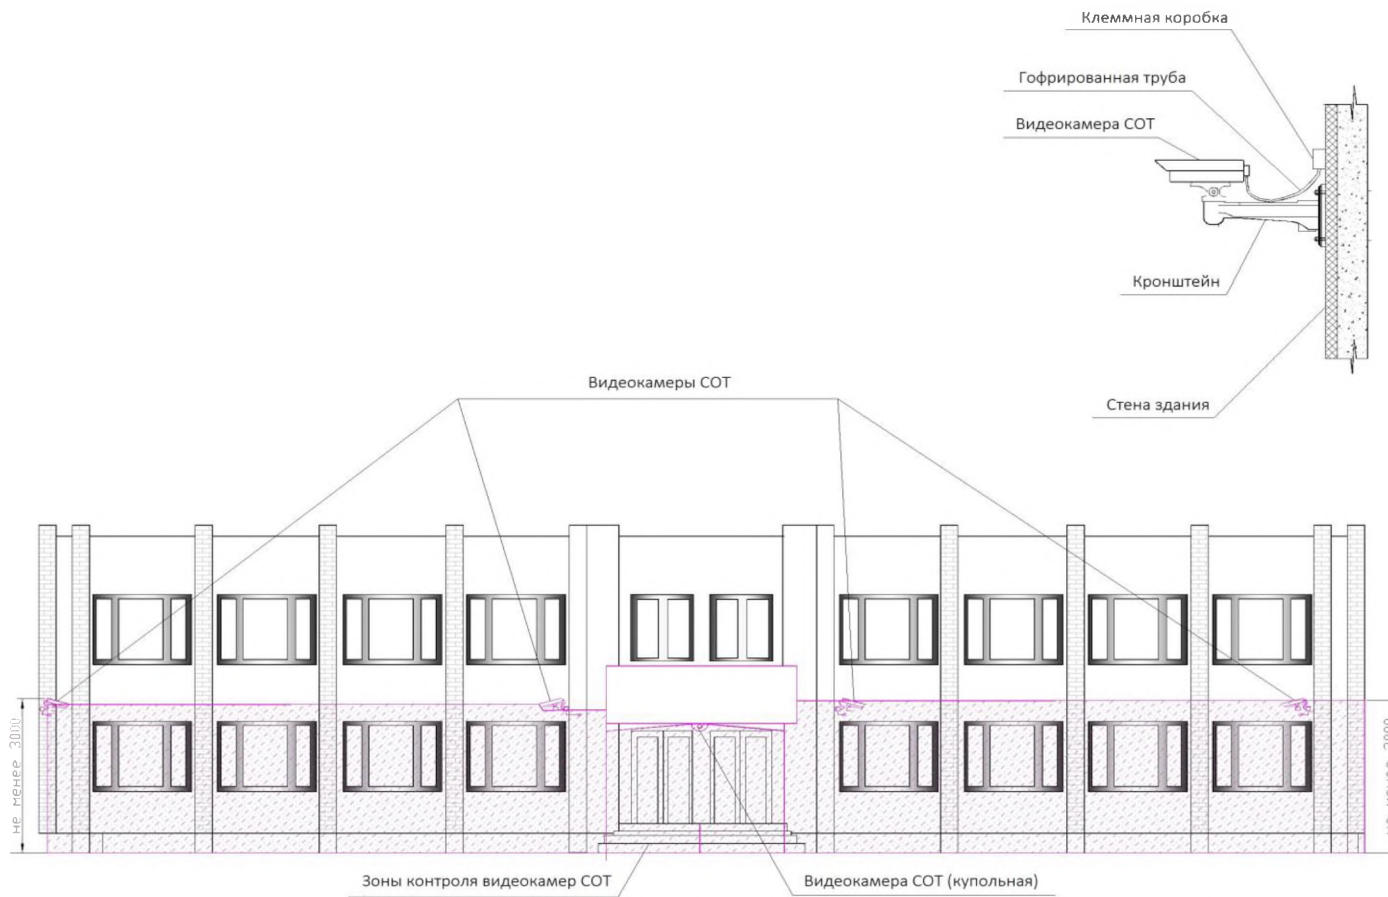 Клеммная коробка
Гофрированная труба
Видеокамера СОТ
Кронштейн
Стена здания
Видеокамеры СОТ
не менее 3000
Зоны контроля видеокамер СОТ
Видеокамера СОТ (купольная)